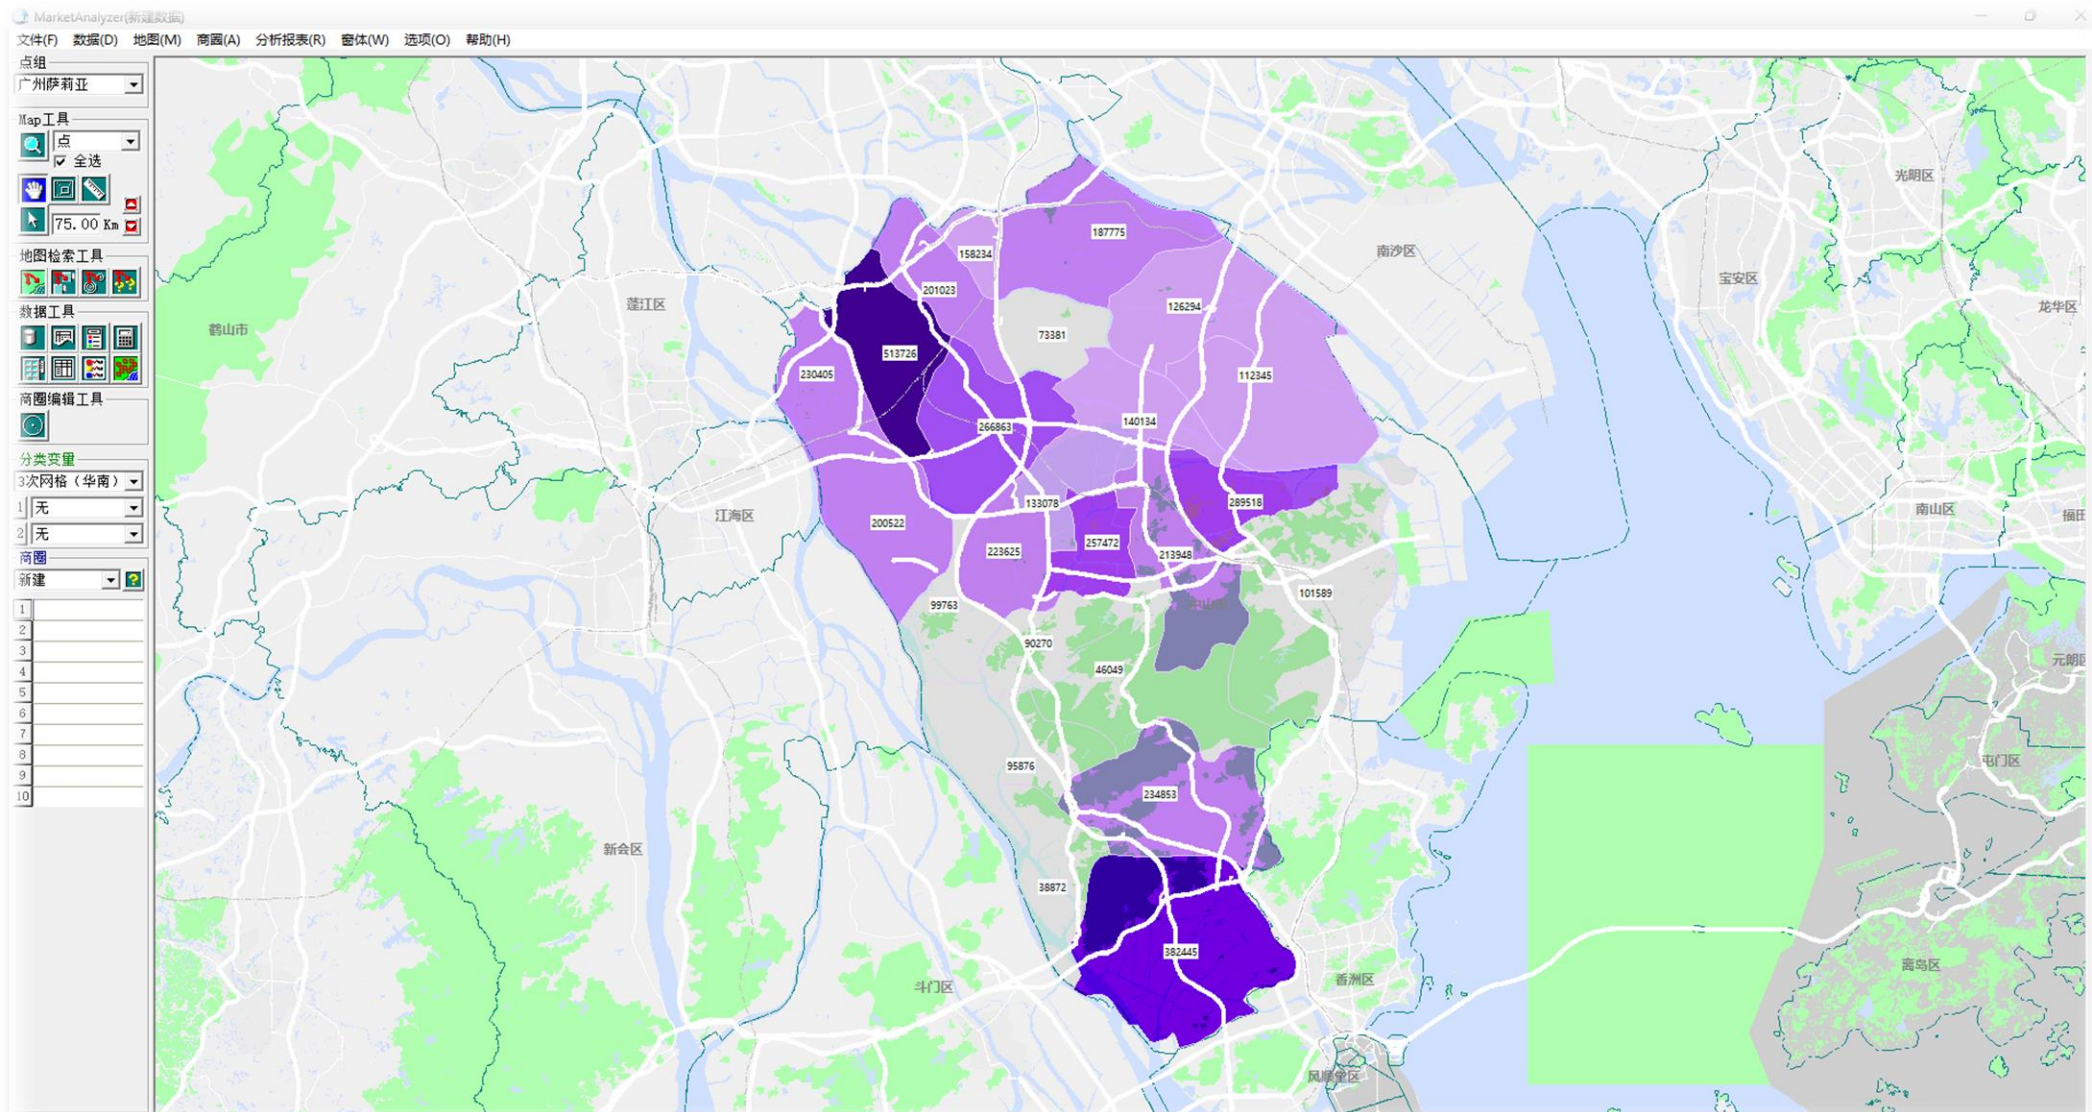 MarketAnalyzer(新建数据)
文件(F) 数据(D) 地图(M) 商圈(A) 分析报表(R) 窗体(W) 选项(O) 帮助(H)
点组
广州萨莉亚
Map工具
点
全选
75.00 Km
地图检索工具
数据工具
商圈编辑工具
分类变量
3次网格（华南）
1 无
2 无
商圈
新建
1
2
3
4
5
6
7
8
9
10
光明区
187775
南沙区
158234
宝安区
201023
126294
龙华区
蓬江区
鹤山市
73381
513726
230405
112345
140134
266863
133078
289518
南山区
福田
江海区
200522
257472
223625
213948
101589
99763
90270
46049
元朗区
屯门区
95876
234853
新会区
38872
382445
离岛区
香洲区
斗门区
风顺堂区